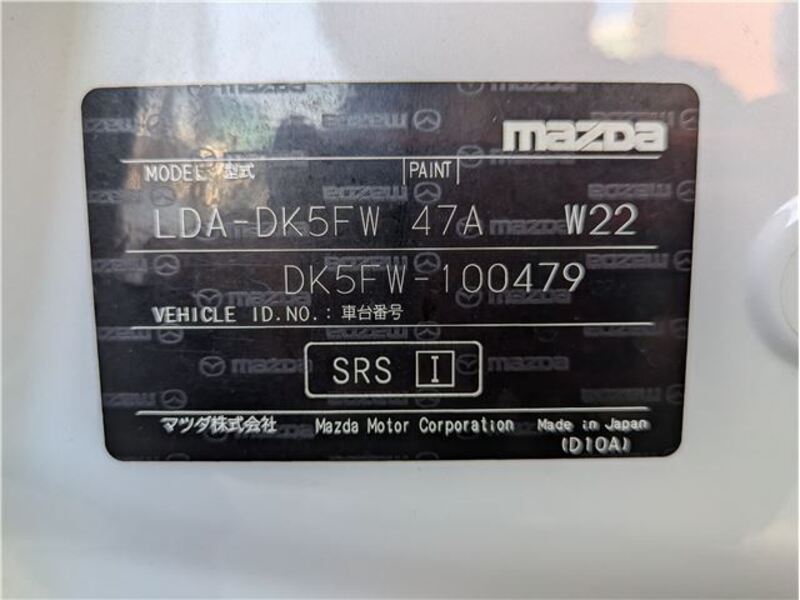 mazda
MODEL 型式 PAINT
LDA-DK5FW 47A W22
DK5FW-100479
VEHICLE ID.NO.: 車台番号
SRS I
マツダ株式会社 Mazda Motor Corporation Made in Japan
(D10A)